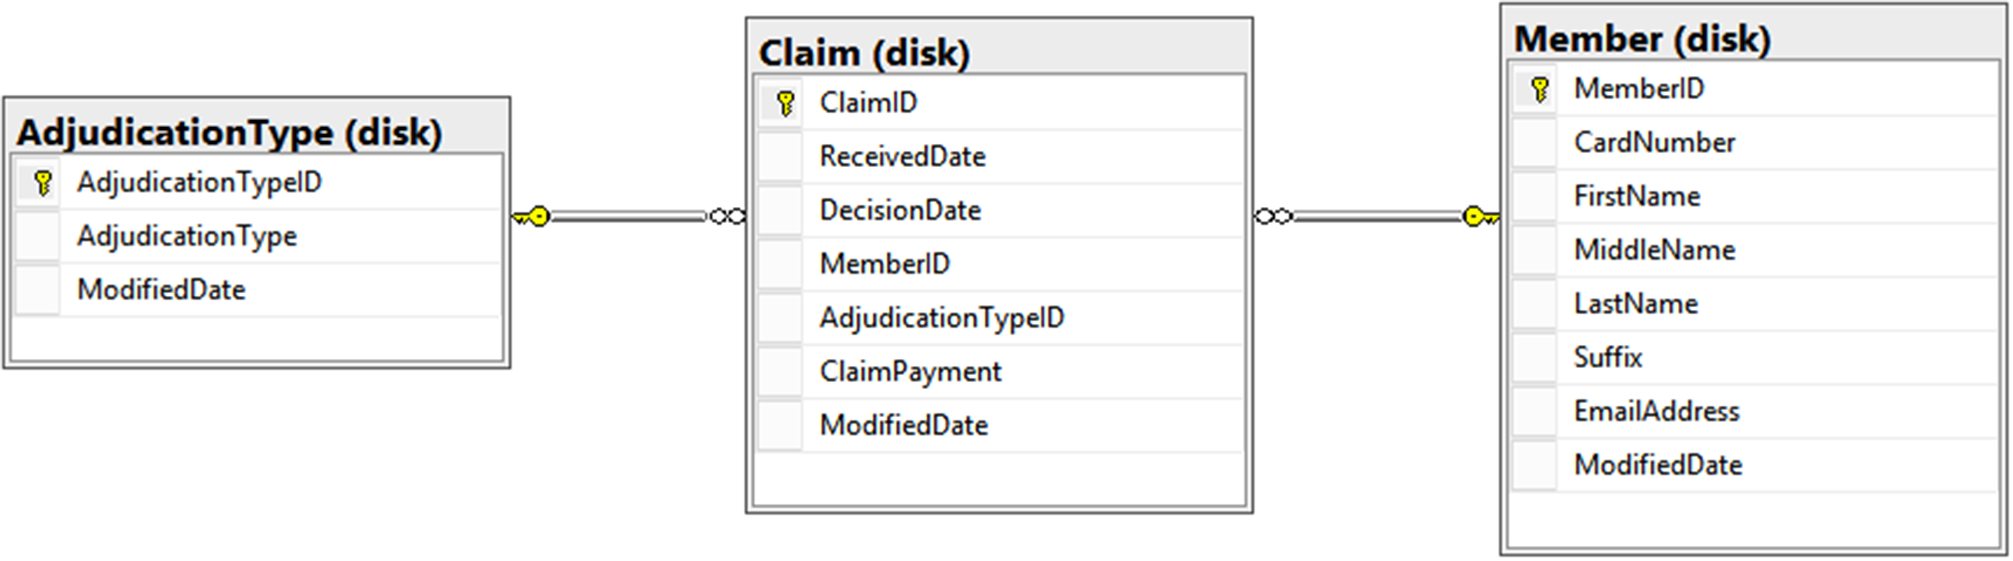 AdjudicationType (disk)
AdjudicationTypeID
AdjudicationType
ModifiedDate
Claim (disk)
ClaimID
ReceivedDate
DecisionDate
MemberID
AdjudicationTypeID
ClaimPayment
ModifiedDate
Member (disk)
MemberID
CardNumber
FirstName
MiddleName
LastName
Suffix
EmailAddress
ModifiedDate